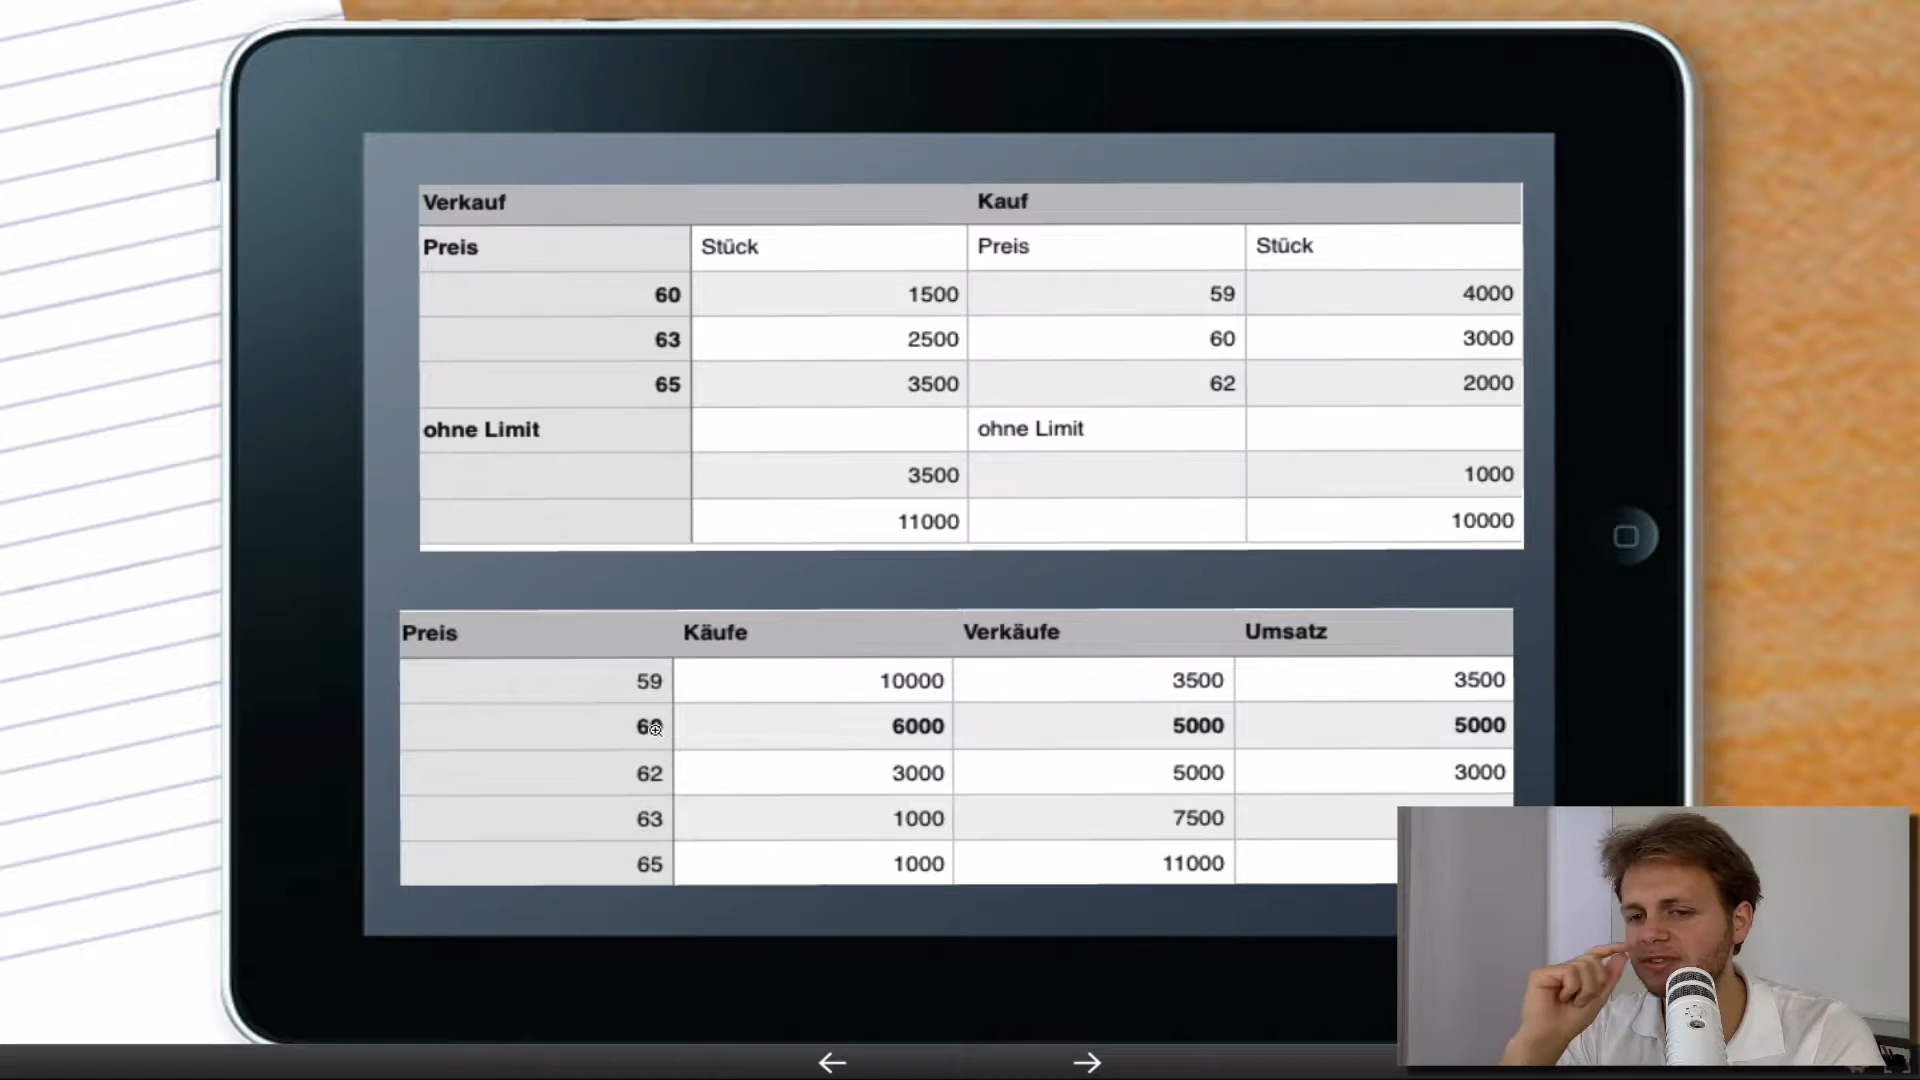 Verkauf Kauf
Preis Stück Preis Stück
60 1500 59 4000
63 2500 60 3000
65 3500 62 2000
ohne Limit ohne Limit
3500 1000
11000 10000
Preis Käufe Verkäufe Umsatz
59 10000 3500 3500
60 6000 5000 5000
62 3000 5000 3000
63 1000 7500
65 1000 11000